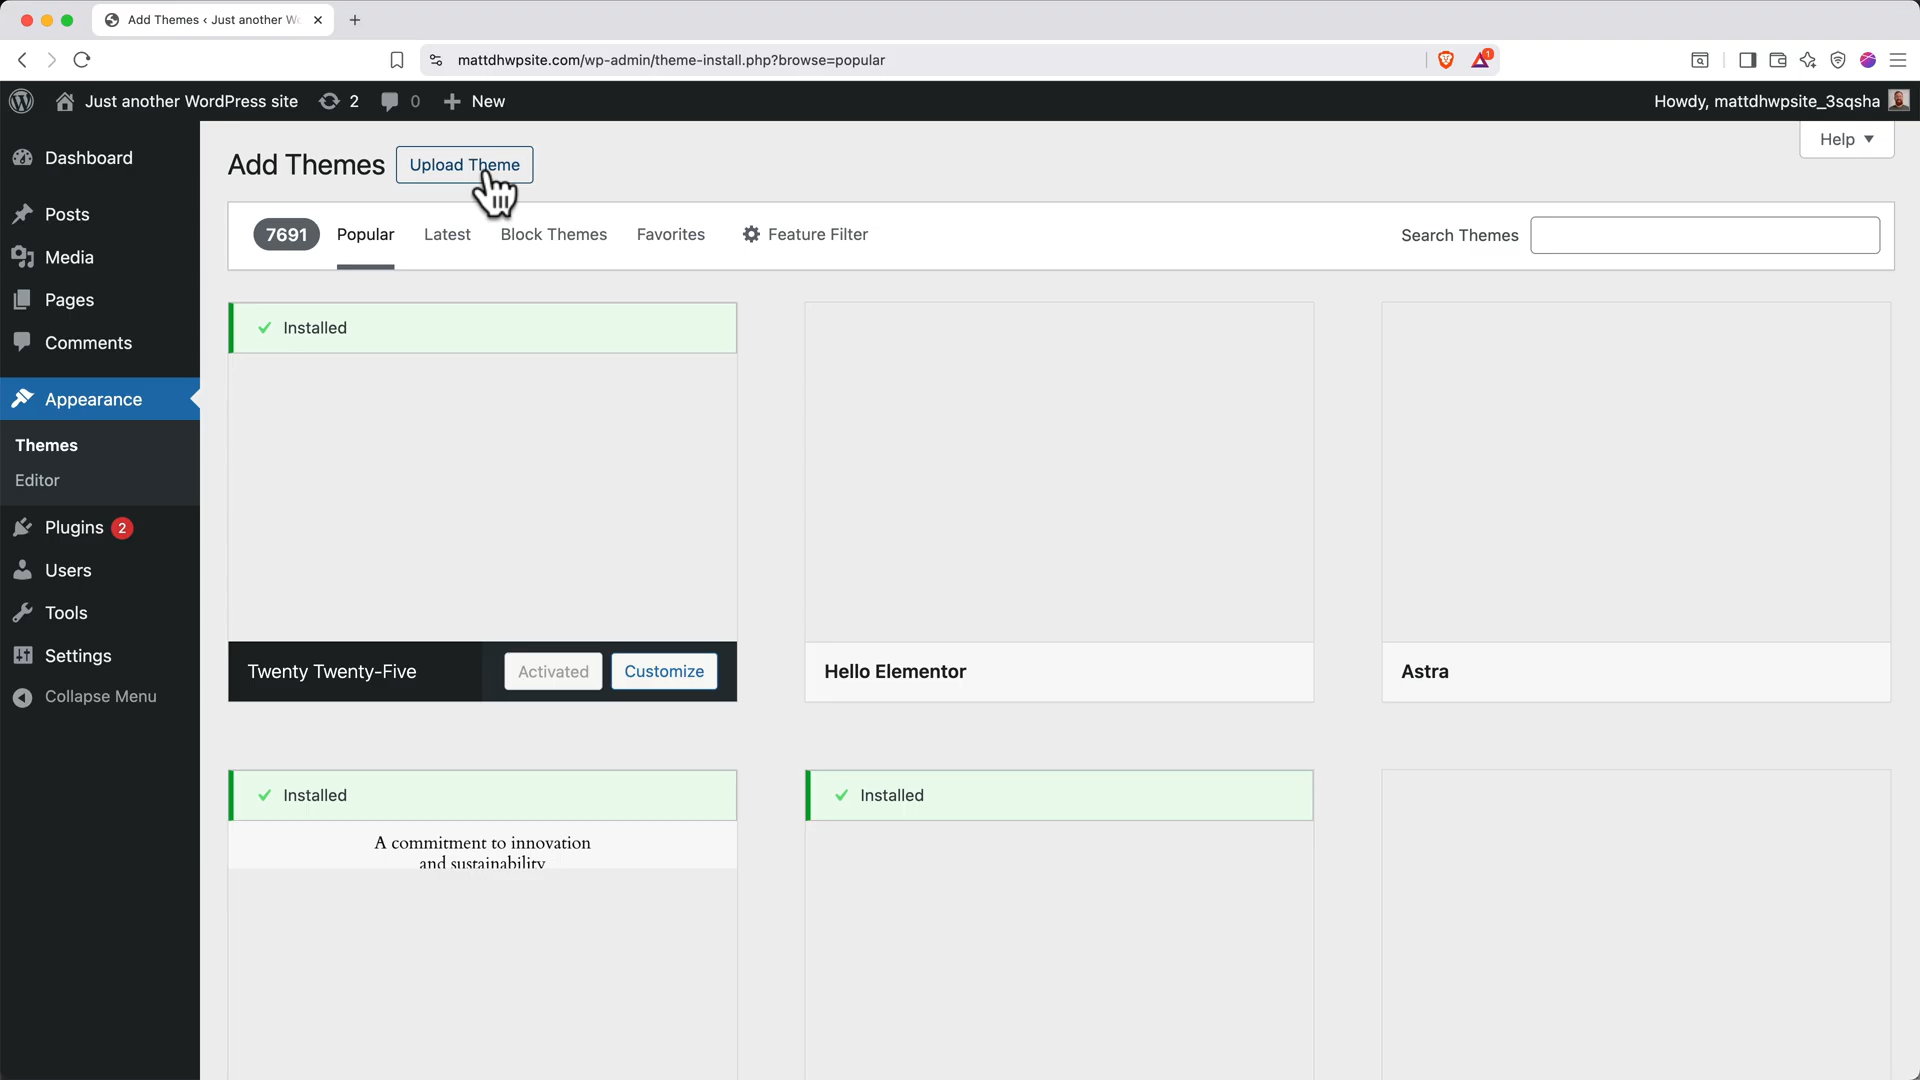 Add Themes ‹ Just another Wo
mattdhwpsite.com/wp-admin/theme-install.php?browse=popular
1
Just another WordPress site
2
0
New
Howdy, mattdhwpsite_3sqsha
Dashboard
Posts
Media
Pages
Comments
Appearance
Themes
Editor
Plugins 2
Users
Tools
Settings
Collapse Menu
Add Themes
Upload Theme
Help
7691
Popular
Latest
Block Themes
Favorites
Feature Filter
Search Themes
Installed
Twenty Twenty-Five
Activated
Customize
Hello Elementor
Astra
Installed
A commitment to innovation
and sustainability
Installed